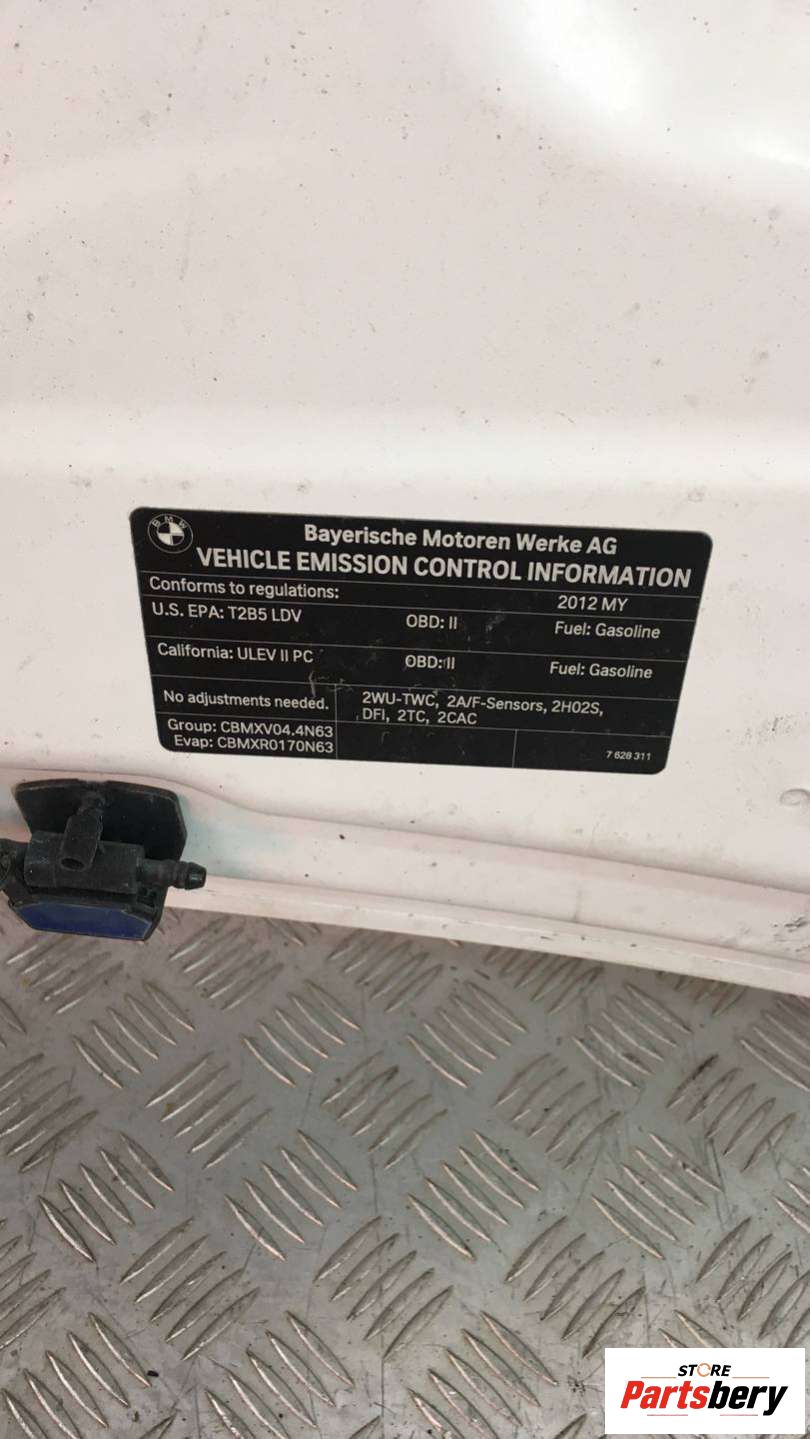 BMW
Bayerische Motoren Werke AG
VEHICLE EMISSION CONTROL INFORMATION
Conforms to regulations: 2012 MY
U.S. EPA: T2B5 LDV OBD: II Fuel: Gasoline
California: ULEV II PC OBD: II Fuel: Gasoline
No adjustments needed. 2WU-TWC, 2A/F-Sensors, 2H02S,
DFI, 2TC, 2CAC
Group: CBMXV04.4N63
Evap: CBMXR0170N63
7 628 311
STORE
Partsbery